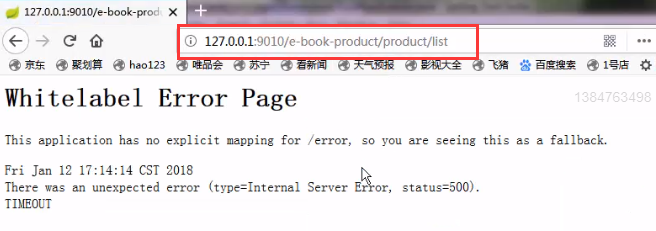 127.0.0.1:9010/e-book-prod
127.0.0.1:9010/e-book-product/product/list
京东 聚划算 hao123 唯品会 苏宁 看新闻 天气预报 影视大全 飞猪 百度搜索 1号店
Whitelabel Error Page
1384763498
This application has no explicit mapping for /error, so you are seeing this as a fallback.
Fri Jan 12 17:14:14 CST 2018
There was an unexpected error (type=Internal Server Error, status=500).
TIMEOUT